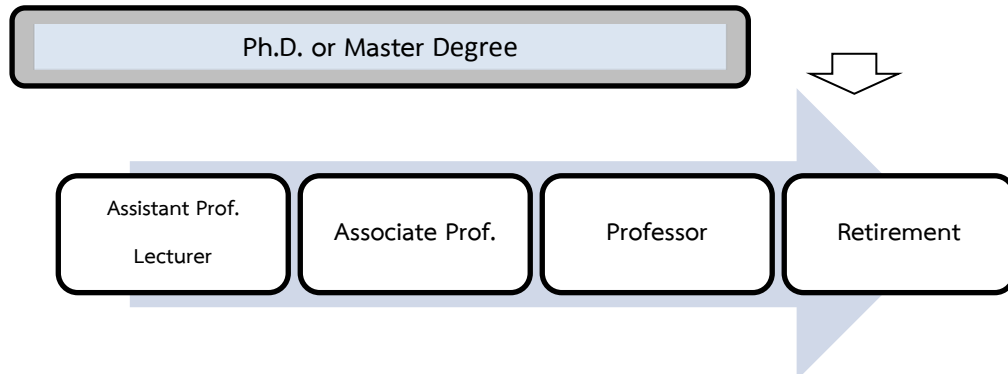 Ph.D. or Master Degree
Assistant Prof.
Lecturer
Associate Prof.
Professor
Retirement